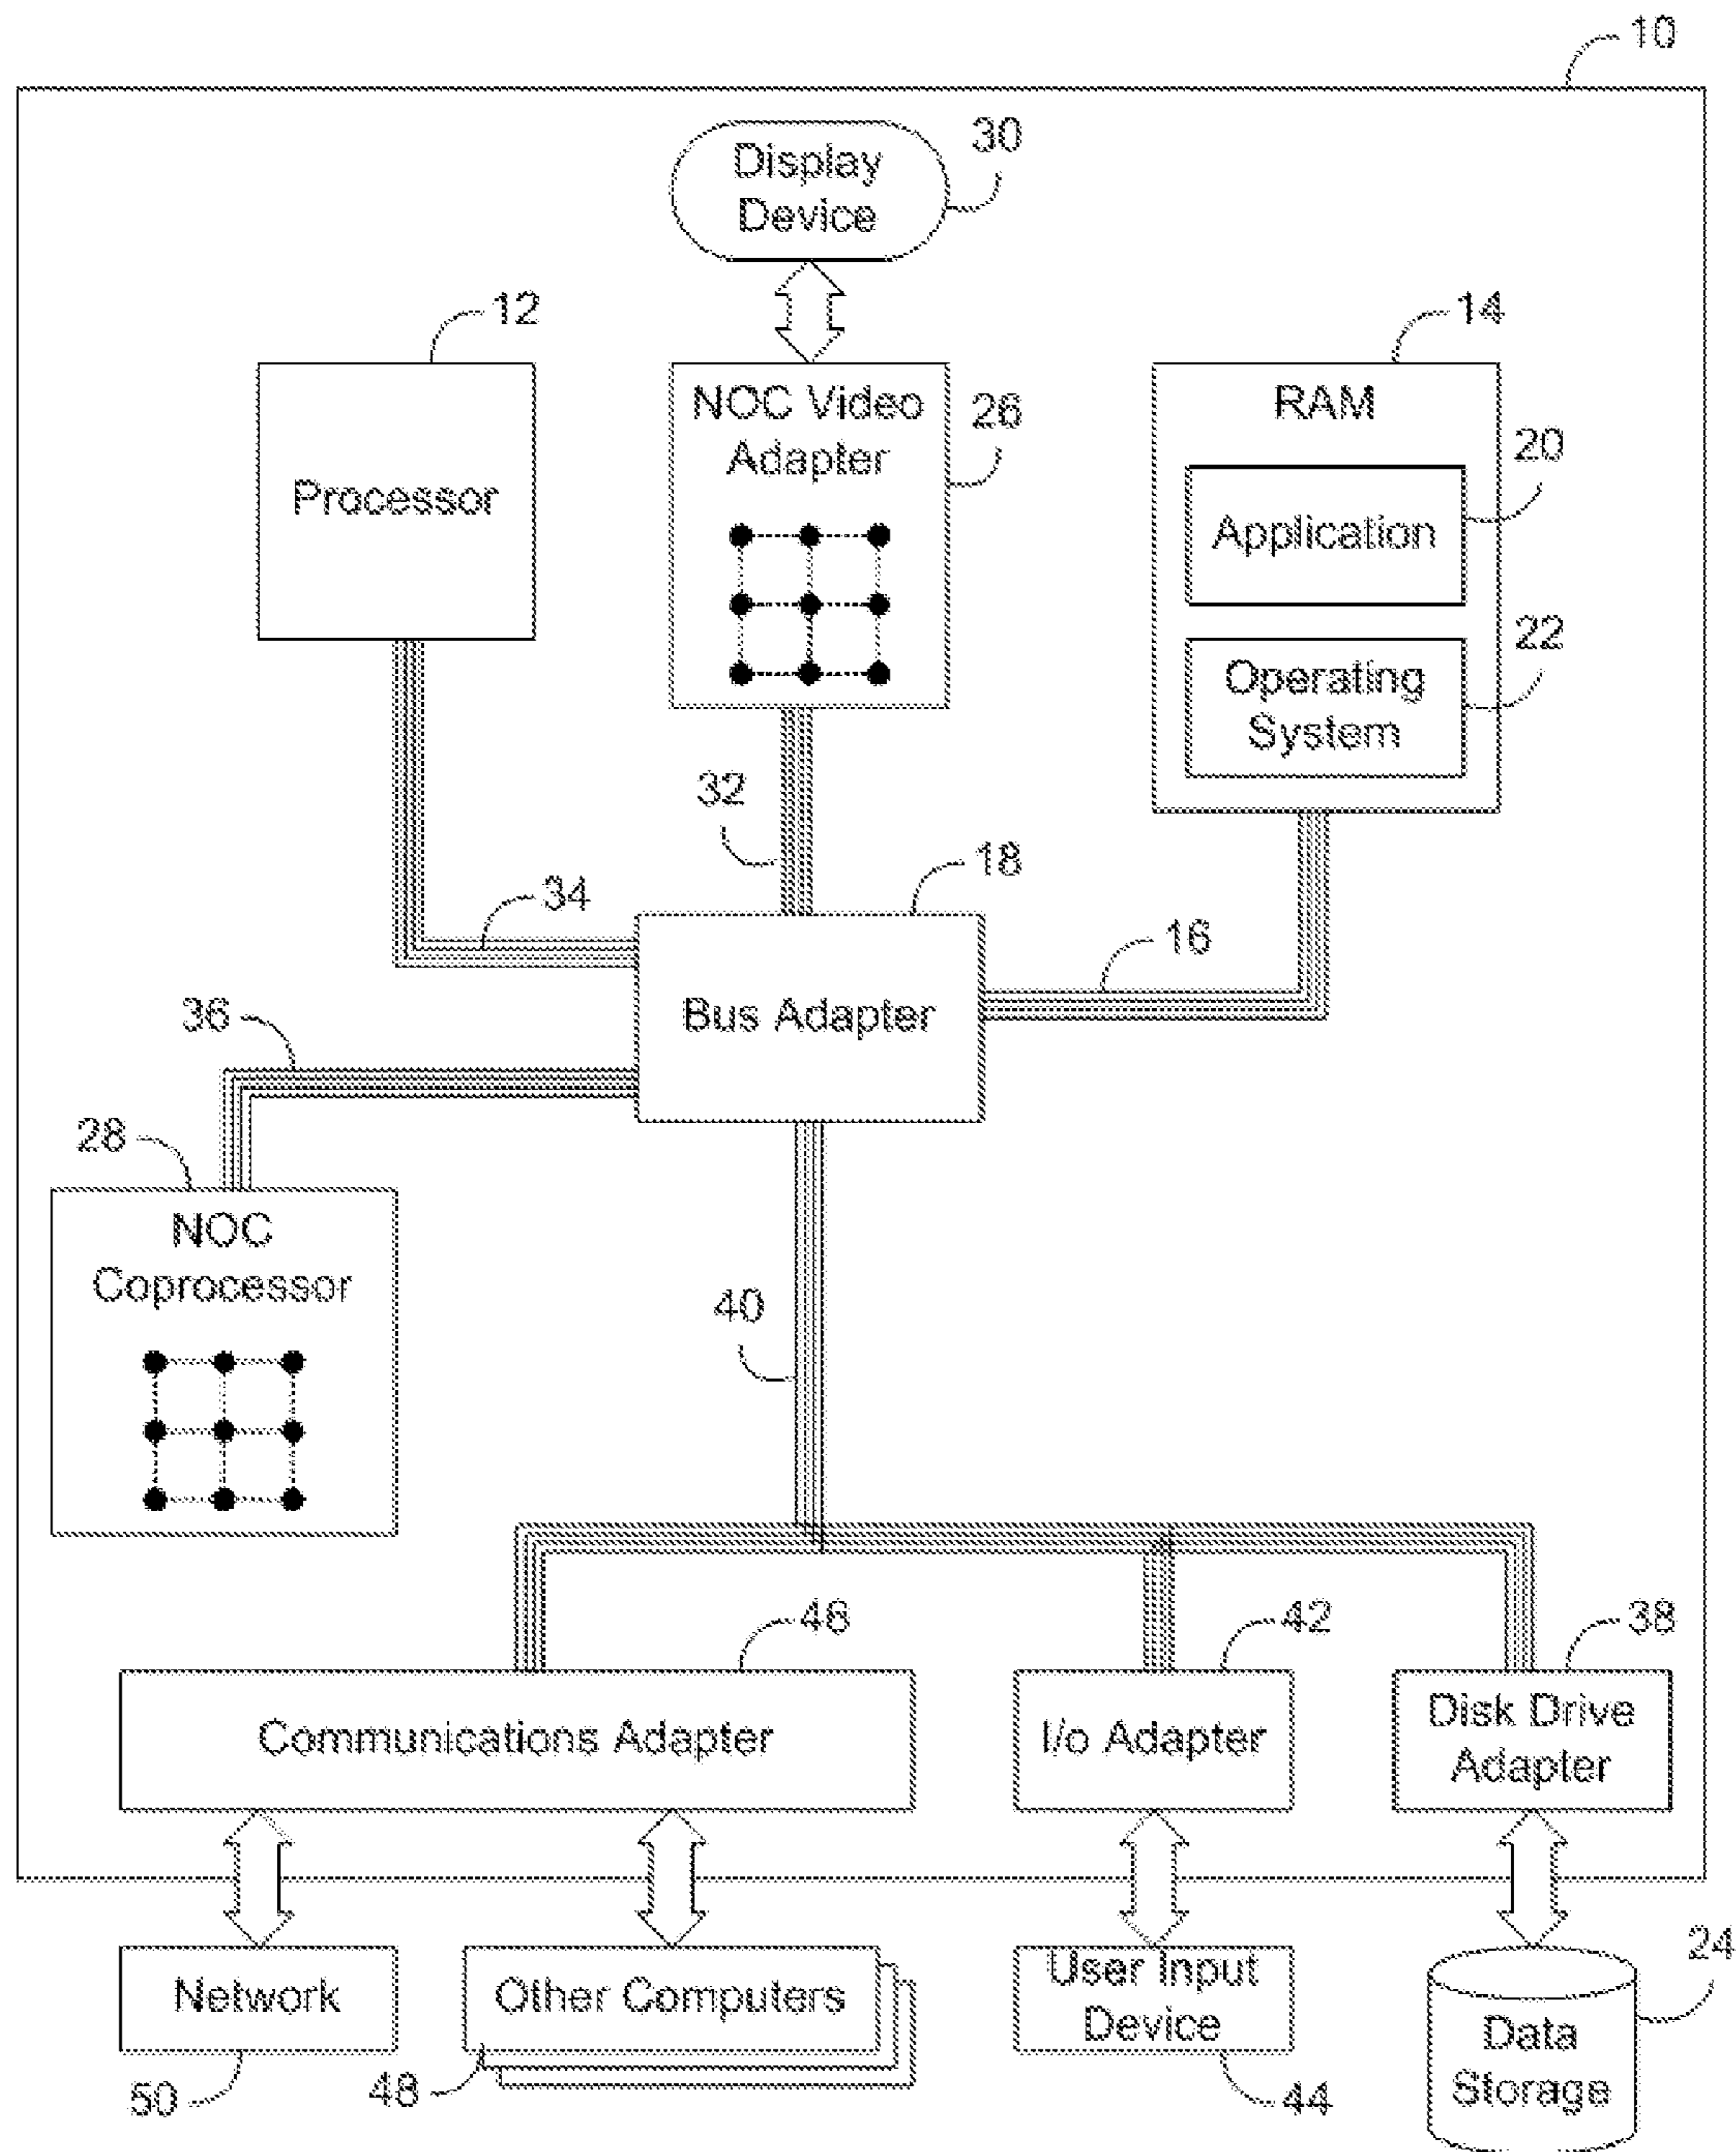 10
Display
Device
30
12
14
NOC Video
Adapter
26
RAM
20
Processor
Application
22
Operating
System
32
18
34
16
Bus Adapter
36
28
NOC
Coprocessor
40
46
42
38
Communications Adapter
I/o Adapter
Disk Drive
Adapter
24
Network
Other Computers
User Input
Device
Data
Storage
50
48
44